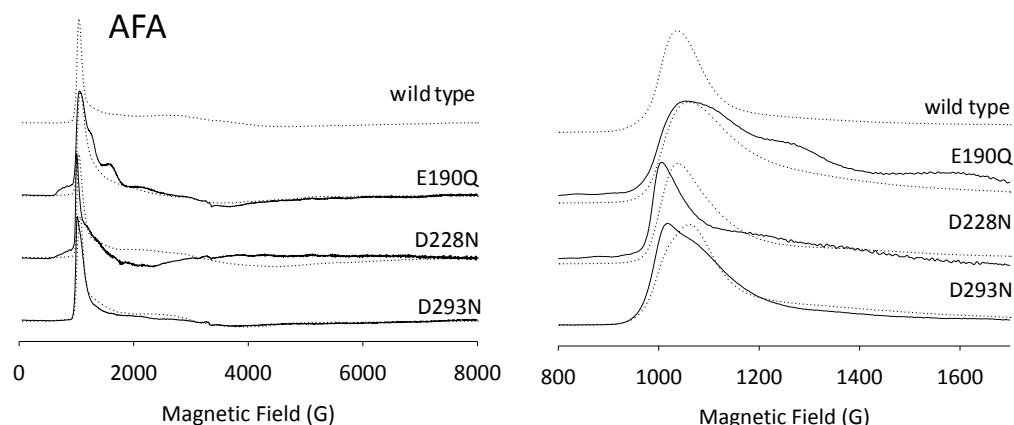 AFA
wild type
E190Q
D228N
D293N
0 2000 4000 6000 8000
Magnetic Field (G)
wild type
E190Q
D228N
D293N
800 1000 1200 1400 1600
Magnetic Field (G)